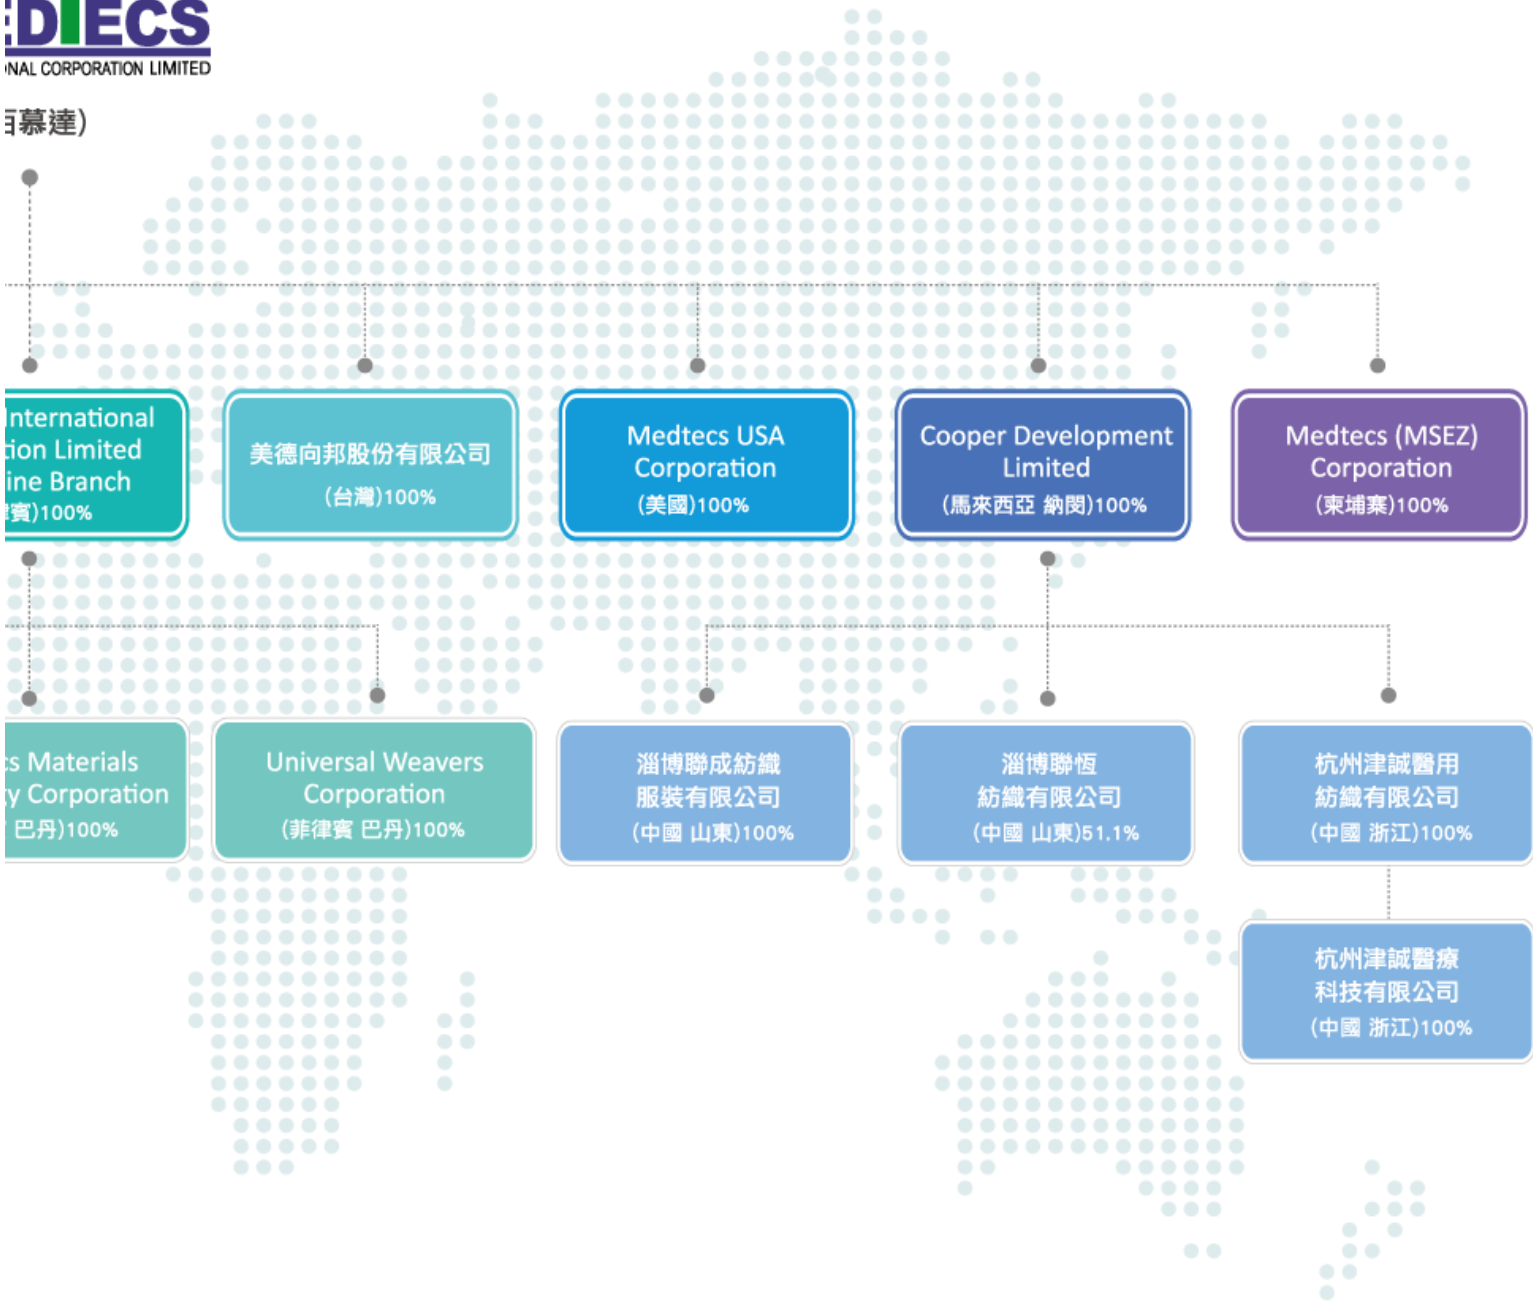 EDTECS
NAL CORPORATION LIMITED
百慕達)
International
tion Limited
ine Branch
律賓)100%
美德向邦股份有限公司
(台灣)100%
Medtecs USA
Corporation
(美國)100%
Cooper Development
Limited
(馬來西亞 納閔)100%
Medtecs (MSEZ)
Corporation
(柬埔寨)100%
cs Materials
gy Corporation
巴丹)100%
Universal Weavers
Corporation
(菲律賓 巴丹)100%
淄博聯成紡織
服裝有限公司
(中國 山東)100%
淄博聯恆
紡織有限公司
(中國 山東)51.1%
杭州津誠醫用
紡織有限公司
(中國 浙江)100%
杭州津誠醫療
科技有限公司
(中國 浙江)100%